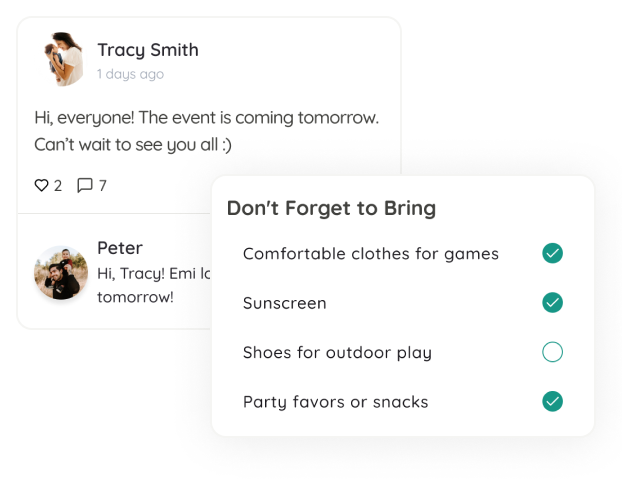 Tracy Smith
1 days ago
Hi, everyone! The event is coming tomorrow.
Can't wait to see you all :)
2 7
Peter
Hi, Tracy! Emi
tomorrow!
Don't Forget to Bring
Comfortable clothes for games
Sunscreen
Shoes for outdoor play
Party favors or snacks